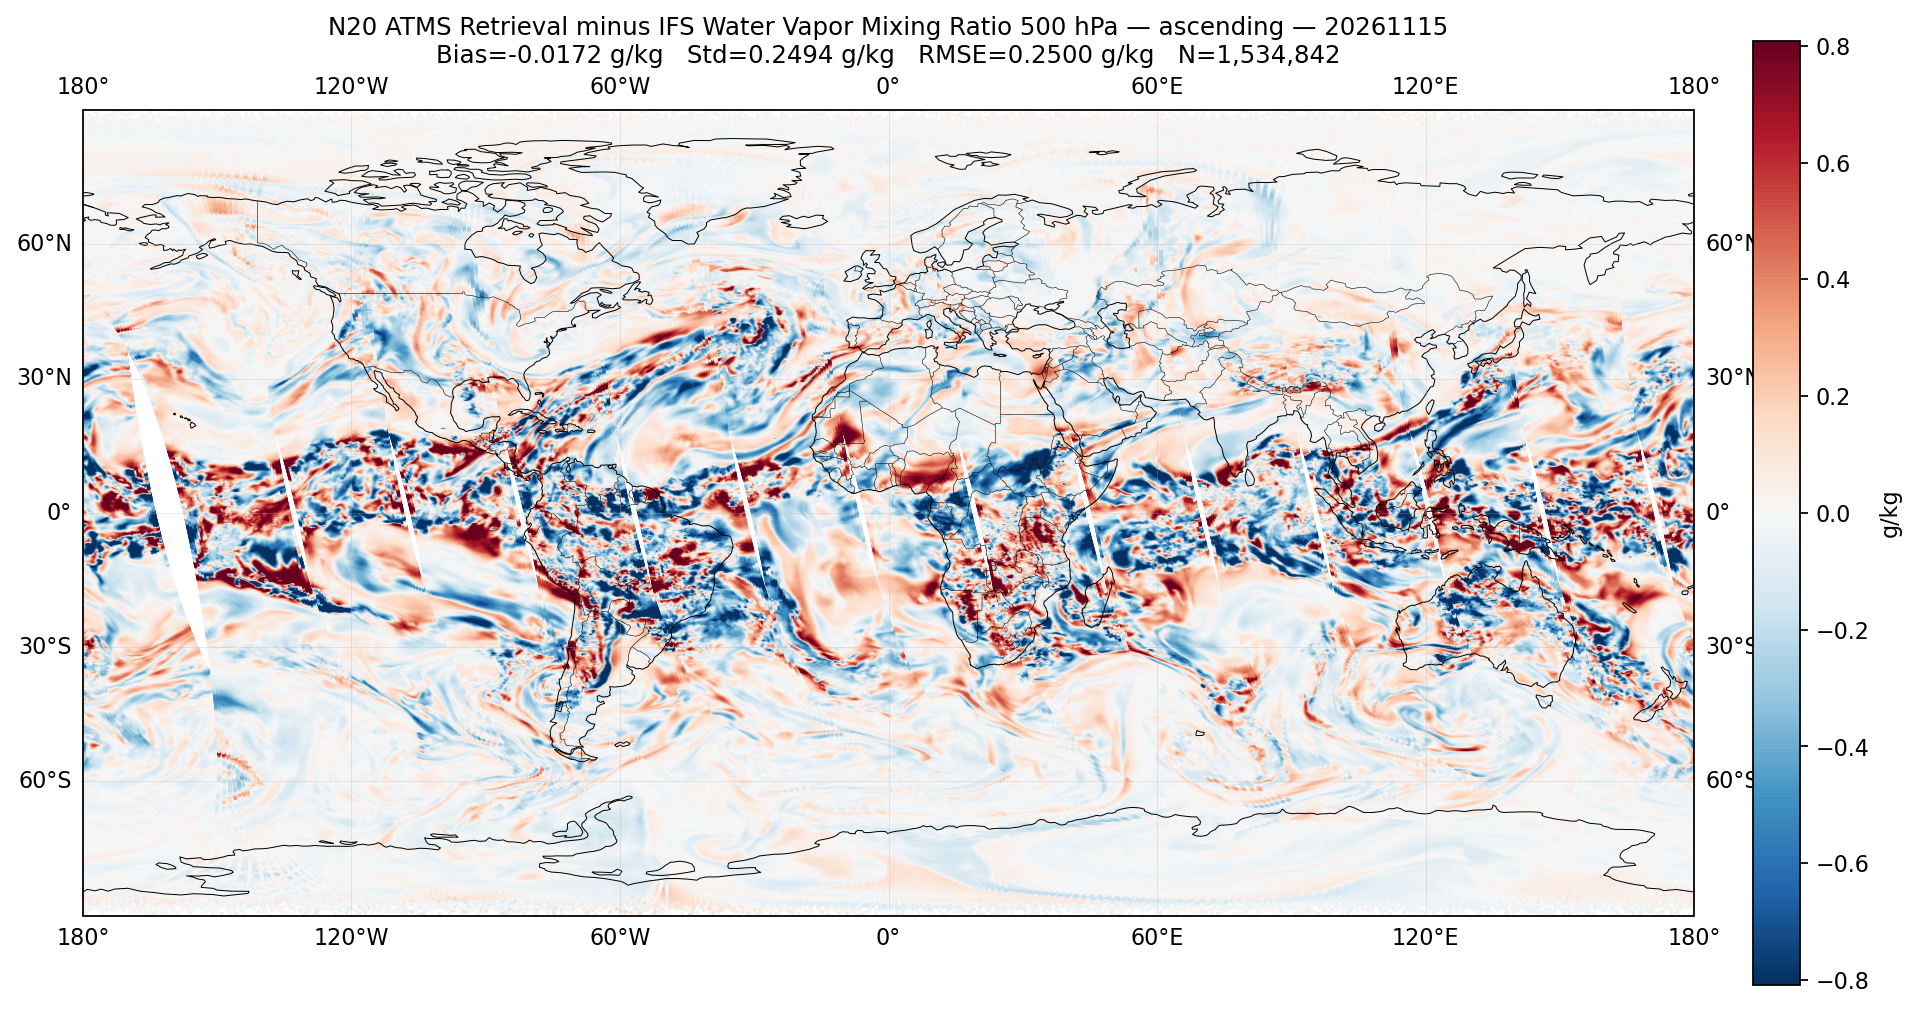 N20 ATMS Retrieval minus IFS Water Vapor Mixing Ratio 500 hPa — ascending — 20261115
Bias=-0.0172 g/kg   Std=0.2494 g/kg   RMSE=0.2500 g/kg   N=1,534,842
180° 120°W 60°W 0° 60°E 120°E 180°
60°N 60°N
30°N 30°N
0° 0°
30°S 30°S
60°S 60°S
180° 120°W 60°W 0° 60°E 120°E 180°
0.8
0.6
0.4
0.2
0.0
−0.2
−0.4
−0.6
−0.8
g/kg